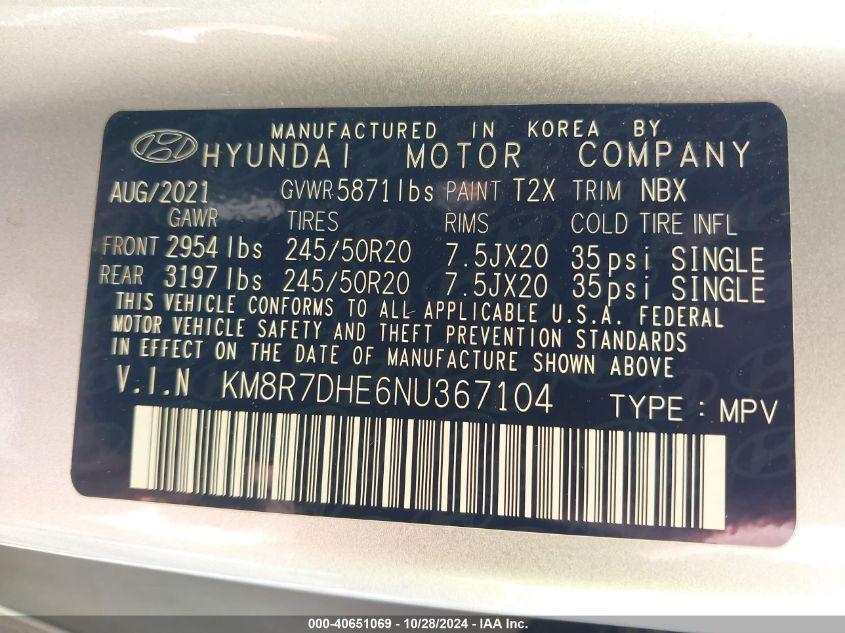 MANUFACTURED IN KOREA BY
HYUNDAI MOTOR COMPANY
AUG/2021 GVWR 5871 lbs PAINT T2X TRIM NBX
GAWR TIRES RIMS COLD TIRE INFL
FRONT 2954 lbs 245/50R20 7.5JX20 35psi SINGLE
REAR 3197 lbs 245/50R20 7.5JX20 35psi SINGLE
THIS VEHICLE CONFORMS TO ALL APPLICABLE U.S.A. FEDERAL
MOTOR VEHICLE SAFETY AND THEFT PREVENTION STANDARDS
IN EFFECT ON THE DATE OF MANUFACTURE SHOWN ABOVE
V.I.N KM8R7DHE6NU367104 TYPE : MPV
000-40651069 - 10/28/2024 - IAA Inc.